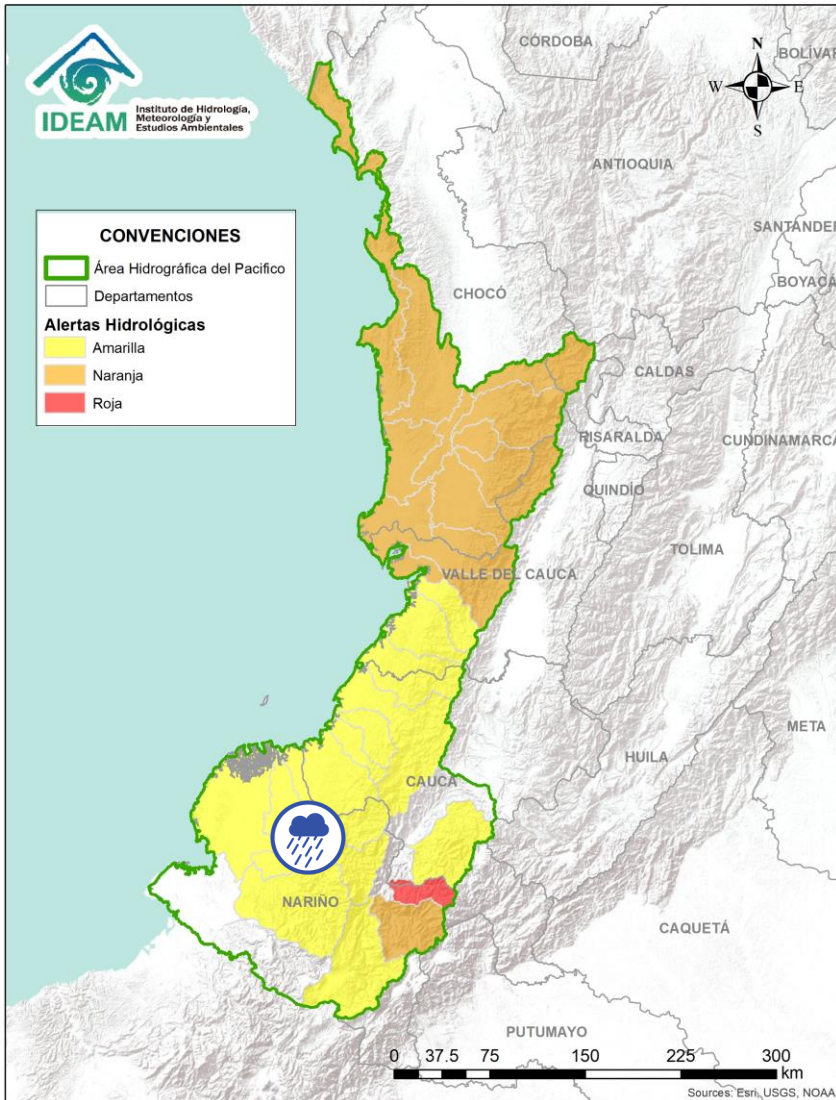 IDEAM
Instituto de Hidrología,
Meteorología y
Estudios Ambientales
N
W E
S
CONVENCIONES
Área Hidrográfica del Pacifico
Departamentos
Alertas Hidrológicas
Amarilla
Naranja
Roja
CÓRDOBA
BOLÍVAR
ANTIOQUIA
SANTANDER
BOYACÁ
CHOCÓ
CALDAS
RISARALDA
CUNDINAMARCA
QUINDÍO
TOLIMA
VALLE DEL CAUCA
META
HUILA
CAUCA
NARIÑO
CAQUETÁ
PUTUMAYO
0 37.5 75 150 225 300
km
Sources: Esri, USGS, NOAA